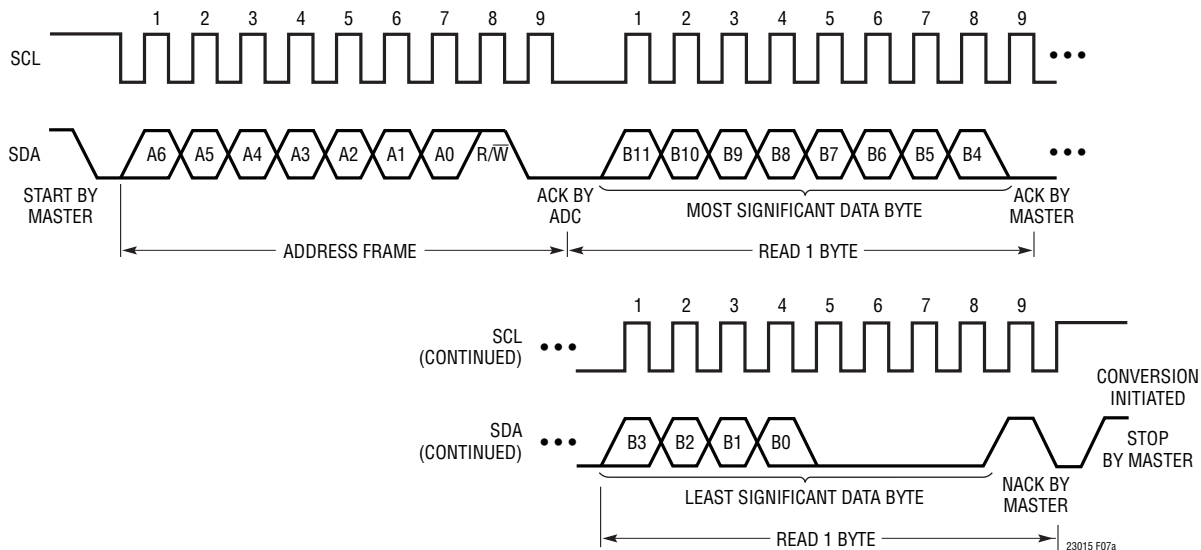 1 2 3 4 5 6 7 8 9 1 2 3 4 5 6 7 8 9
SCL
SDA A6 A5 A4 A3 A2 A1 A0 R/W̅ B11 B10 B9 B8 B7 B6 B5 B4
START BY MASTER
ACK BY ADC
MOST SIGNIFICANT DATA BYTE
ACK BY MASTER
ADDRESS FRAME
READ 1 BYTE
1 2 3 4 5 6 7 8 9
SCL
(CONTINUED)
CONVERSION
INITIATED
SDA
(CONTINUED)
B3 B2 B1 B0
STOP
BY MASTER
LEAST SIGNIFICANT DATA BYTE
NACK BY
MASTER
READ 1 BYTE
23015 F07a